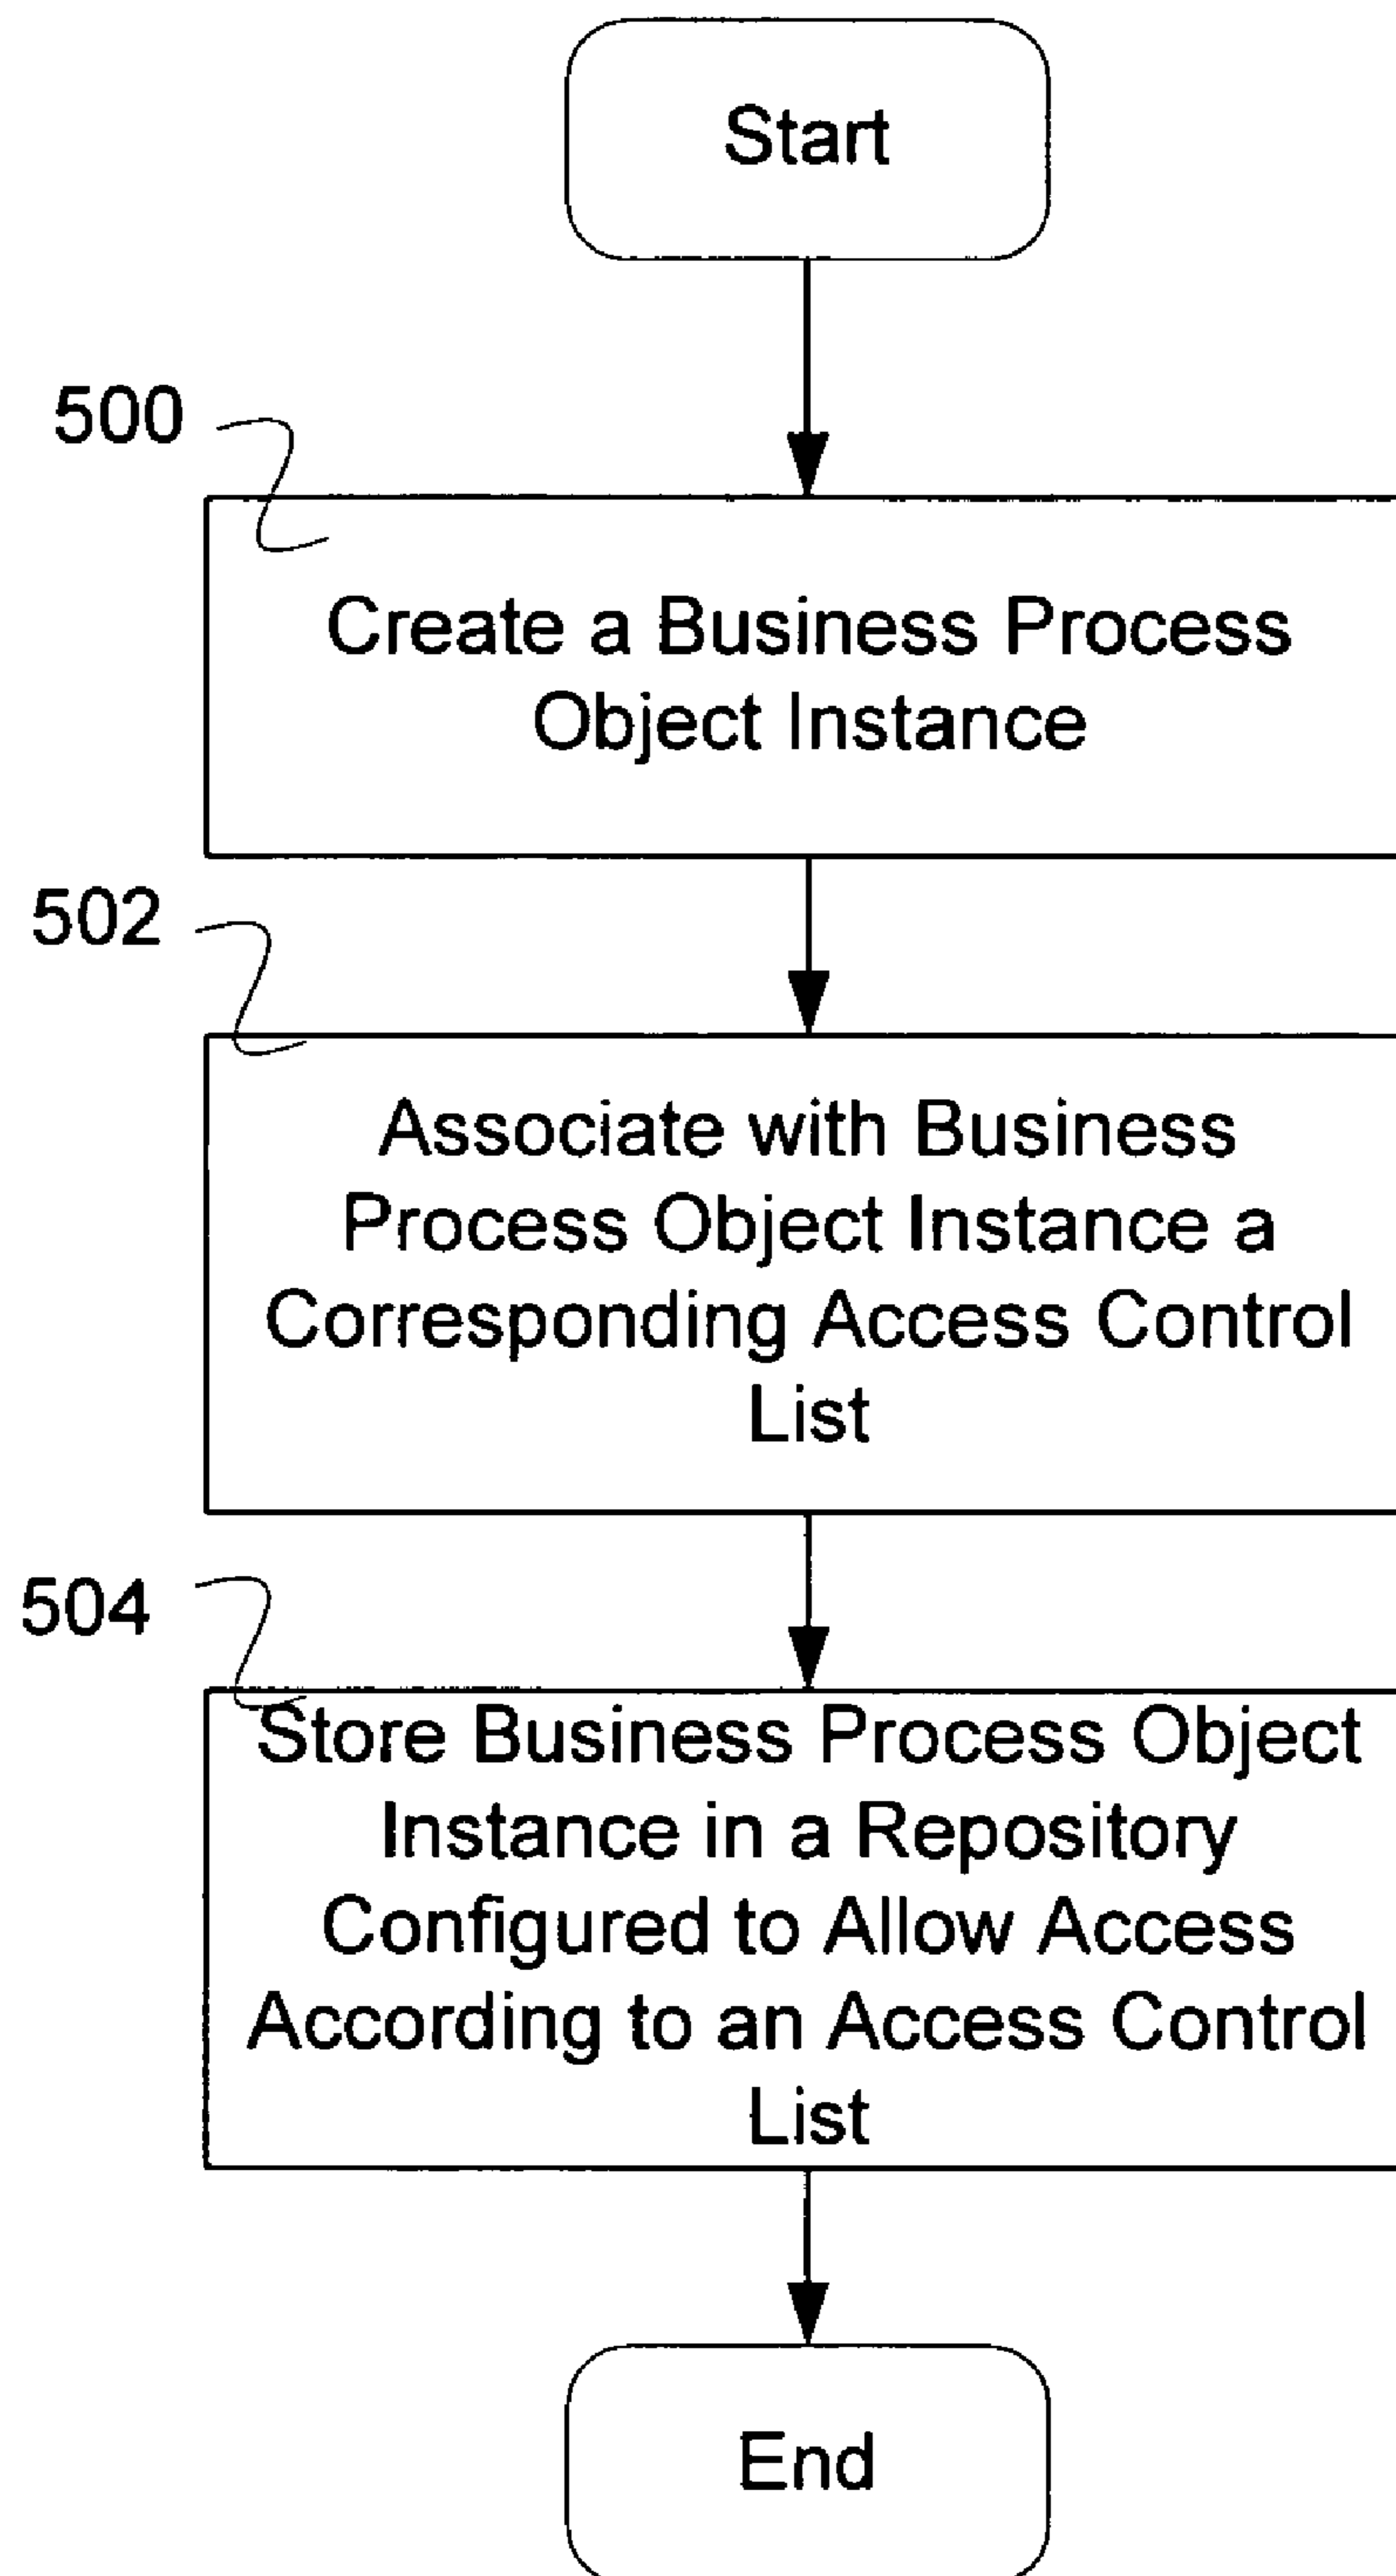 Start
500
Create a Business Process
Object Instance
502
Associate with Business
Process Object Instance a
Corresponding Access Control
List
504
Store Business Process Object
Instance in a Repository
Configured to Allow Access
According to an Access Control
List
End